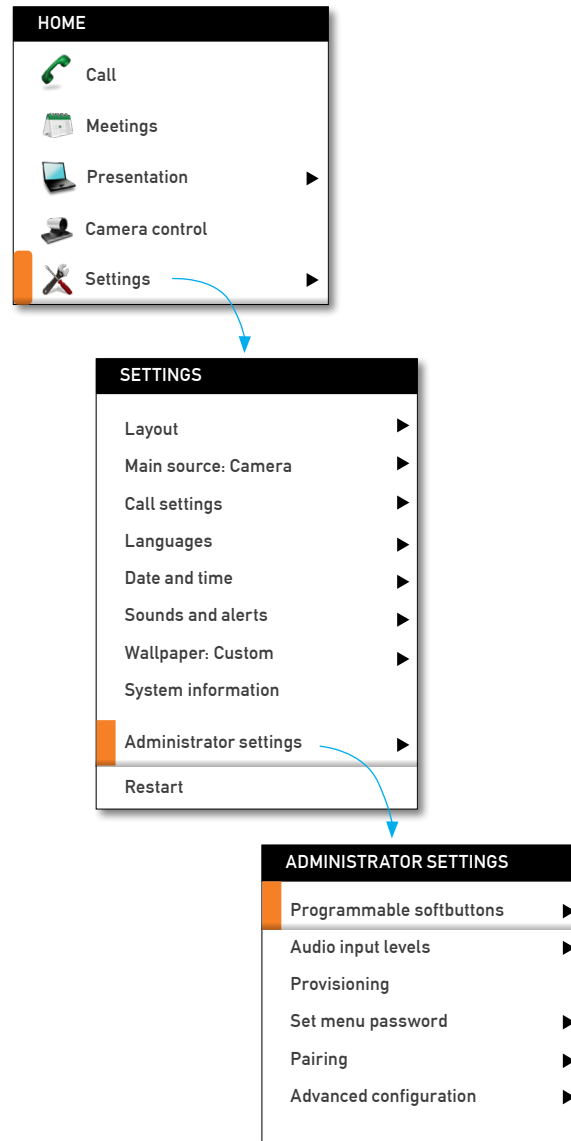 HOME
Call
Meetings
Presentation
Camera control
Settings
SETTINGS
Layout
Main source: Camera
Call settings
Languages
Date and time
Sounds and alerts
Wallpaper: Custom
System information
Administrator settings
Restart
ADMINISTRATOR SETTINGS
Programmable softbuttons
Audio input levels
Provisioning
Set menu password
Pairing
Advanced configuration